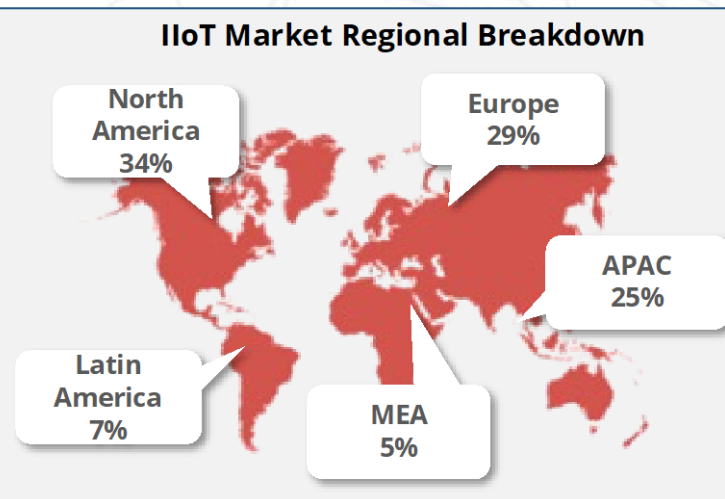 IIoT Market Regional Breakdown
North
America
34%
Europe
29%
APAC
25%
Latin
America
7%
MEA
5%